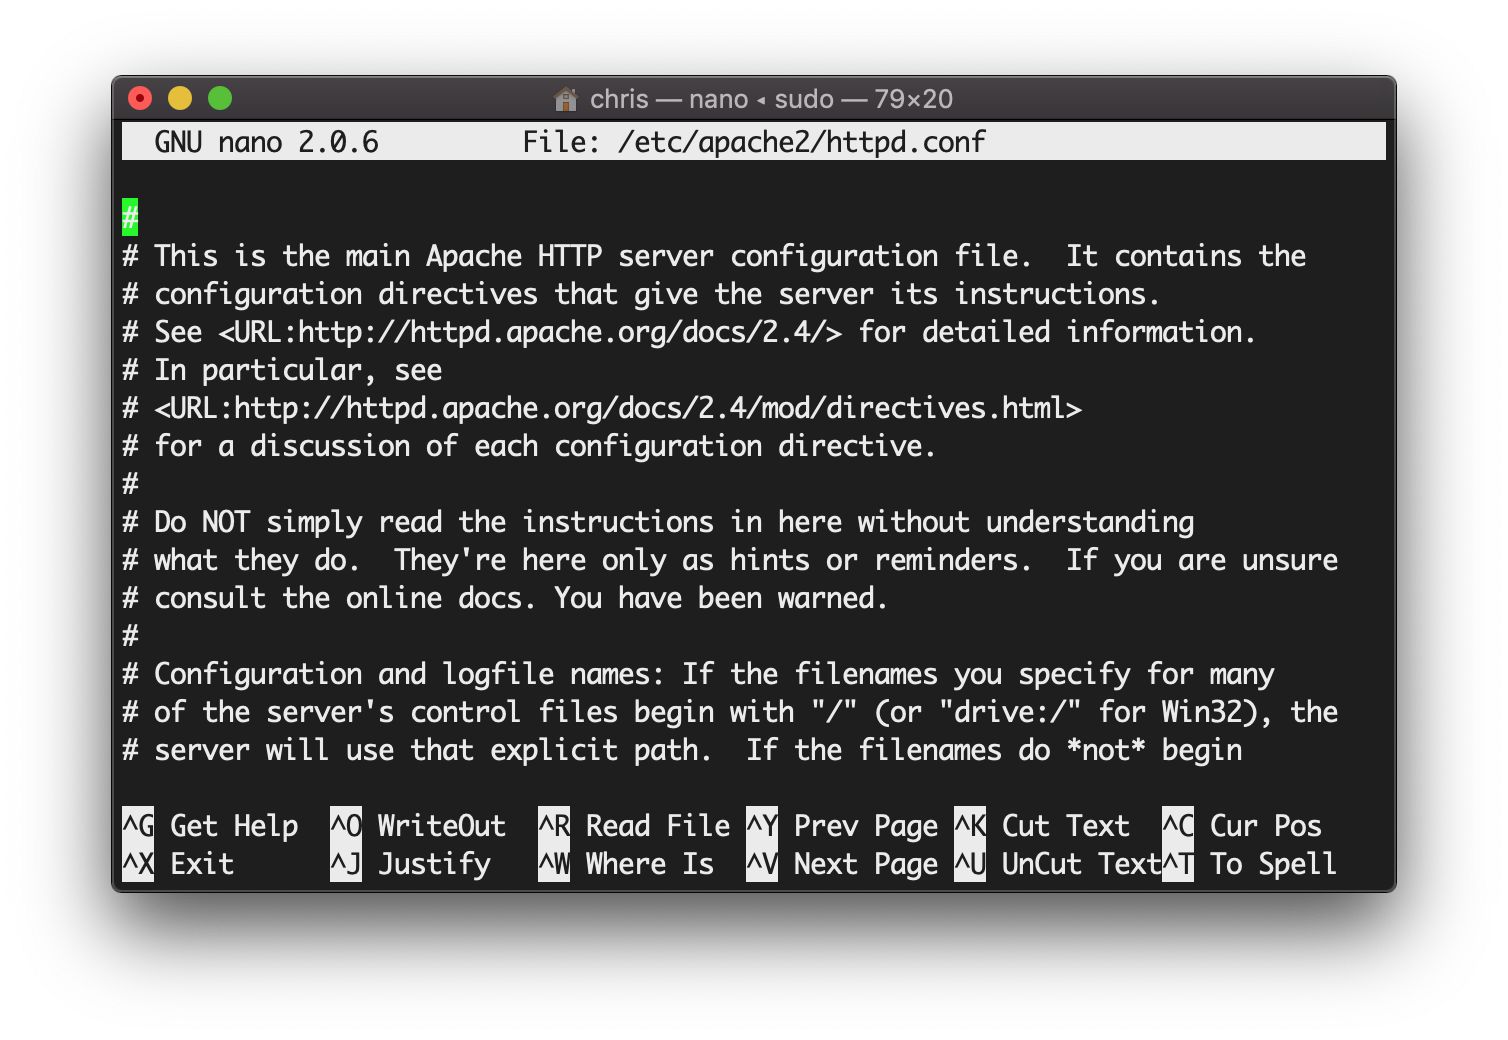 chris — nano ◂ sudo — 79×20
GNU nano 2.0.6 File: /etc/apache2/httpd.conf
#
# This is the main Apache HTTP server configuration file.  It contains the
# configuration directives that give the server its instructions.
# See <URL:http://httpd.apache.org/docs/2.4/> for detailed information.
# In particular, see
# <URL:http://httpd.apache.org/docs/2.4/mod/directives.html>
# for a discussion of each configuration directive.
#
# Do NOT simply read the instructions in here without understanding
# what they do.  They're here only as hints or reminders.  If you are unsure
# consult the online docs. You have been warned.
#
# Configuration and logfile names: If the filenames you specify for many
# of the server's control files begin with "/" (or "drive:/" for Win32), the
# server will use that explicit path.  If the filenames do *not* begin
^G Get Help ^O WriteOut ^R Read File ^Y Prev Page ^K Cut Text ^C Cur Pos
^X Exit ^J Justify ^W Where Is ^V Next Page ^U UnCut Text ^T To Spell